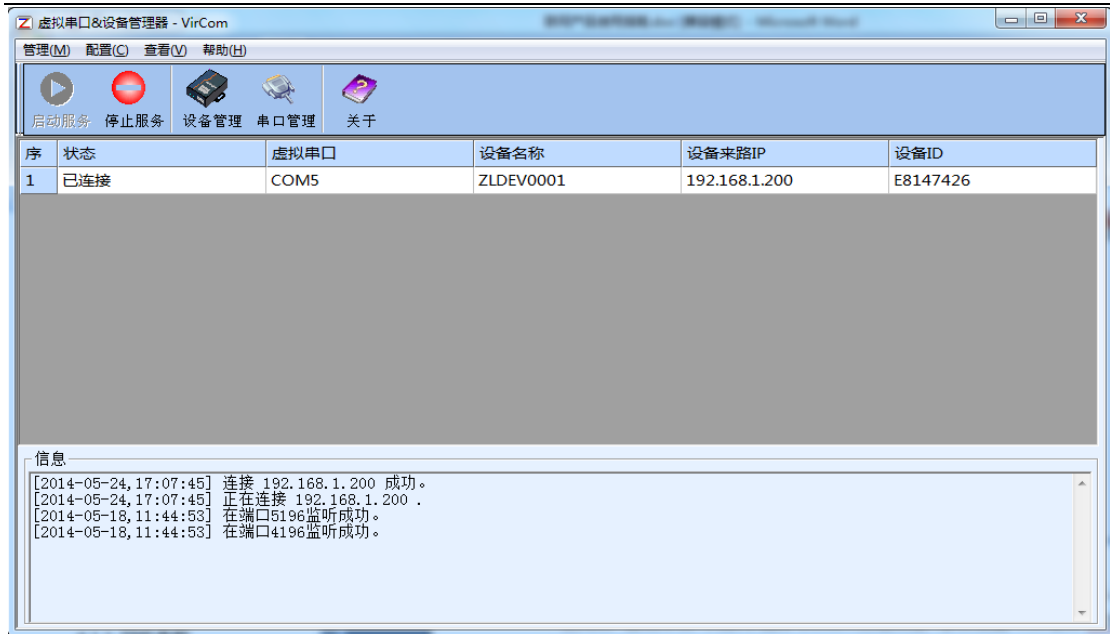 虚拟串口&设备管理器 - VirCom
管理(M) 配置(C) 查看(V) 帮助(H)
启动服务 停止服务 设备管理 串口管理 关于
序 状态 虚拟串口 设备名称 设备来路IP 设备ID
1 已连接 COM5 ZLDEV0001 192.168.1.200 E8147426
信息
[2014-05-24,17:07:45] 连接 192.168.1.200 成功。
[2014-05-24,17:07:45] 正在连接 192.168.1.200 .
[2014-05-18,11:44:53] 在端口5196监听成功。
[2014-05-18,11:44:53] 在端口4196监听成功。